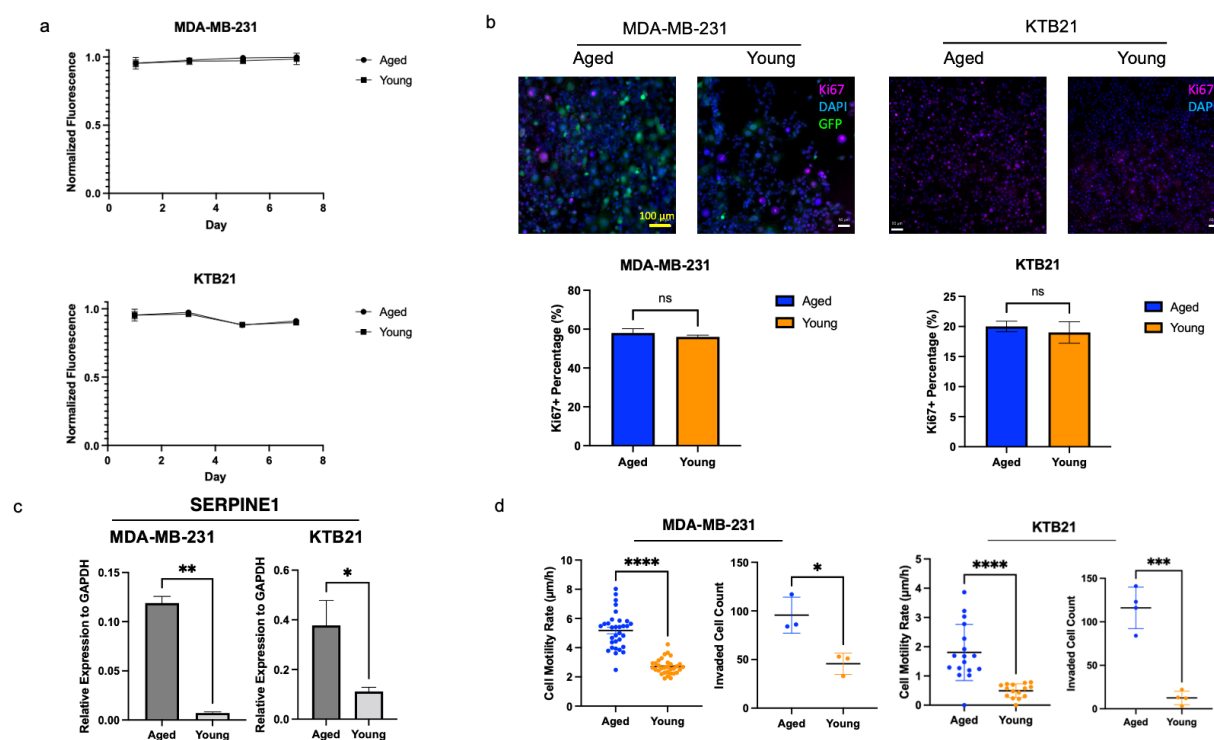 a
MDA-MB-231
Normalized Fluorescence
1.0
0.5
0.0
0 2 4 6 8
Day
Aged
Young
KTB21
Normalized Fluorescence
1.0
0.5
0.0
0 2 4 6 8
Day
Aged
Young
b
MDA-MB-231
Aged Young
Ki67
DAPI
GFP
100 μm
KTB21
Aged Young
Ki67
DAPI
MDA-MB-231
Ki67+ Percentage (%)
80
60
40
20
0
ns
Aged Young
Aged
Young
KTB21
Ki67+ Percentage (%)
25
20
15
10
5
0
ns
Aged Young
Aged
Young
c
SERPINE1
MDA-MB-231
Relative Expression to GAPDH
0.15
0.10
0.05
0.00
**
Aged Young
KTB21
Relative Expression to GAPDH
0.6
0.4
0.2
0.0
*
Aged Young
d
MDA-MB-231
Cell Motility Rate (μm/h)
10
8
6
4
2
0
****
Aged Young
Invaded Cell Count
150
100
50
0
*
Aged Young
KTB21
Cell Motility Rate (μm/h)
5
4
3
2
1
0
****
Aged Young
Invaded Cell Count
150
100
50
0
***
Aged Young